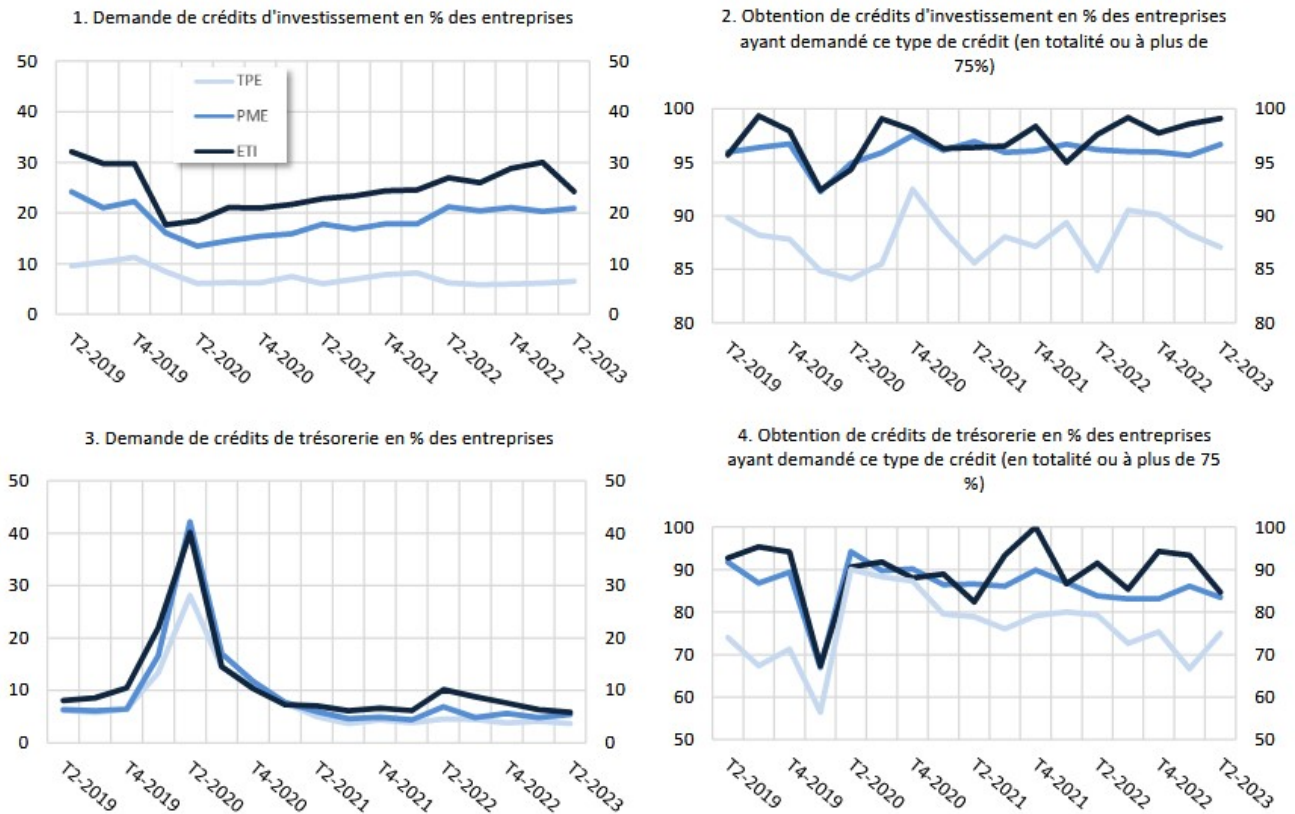 1. Demande de crédits d'investissement en % des entreprises
50 50
40 40
30 30
20 20
10 10
0 0
TPE
PME
ETI
T2-2019 T4-2019 T2-2020 T4-2020 T2-2021 T4-2021 T2-2022 T4-2022 T2-2023
2. Obtention de crédits d'investissement en % des entreprises
ayant demandé ce type de crédit (en totalité ou à plus de
75%)
100 100
95 95
90 90
85 85
80 80
T2-2019 T4-2019 T2-2020 T4-2020 T2-2021 T4-2021 T2-2022 T4-2022 T2-2023
3. Demande de crédits de trésorerie en % des entreprises
50 50
40 40
30 30
20 20
10 10
0 0
T2-2019 T4-2019 T2-2020 T4-2020 T2-2021 T4-2021 T2-2022 T4-2022 T2-2023
4. Obtention de crédits de trésorerie en % des entreprises
ayant demandé ce type de crédit (en totalité ou à plus de 75
%)
100 100
90 90
80 80
70 70
60 60
50 50
T2-2019 T4-2019 T2-2020 T4-2020 T2-2021 T4-2021 T2-2022 T4-2022 T2-2023